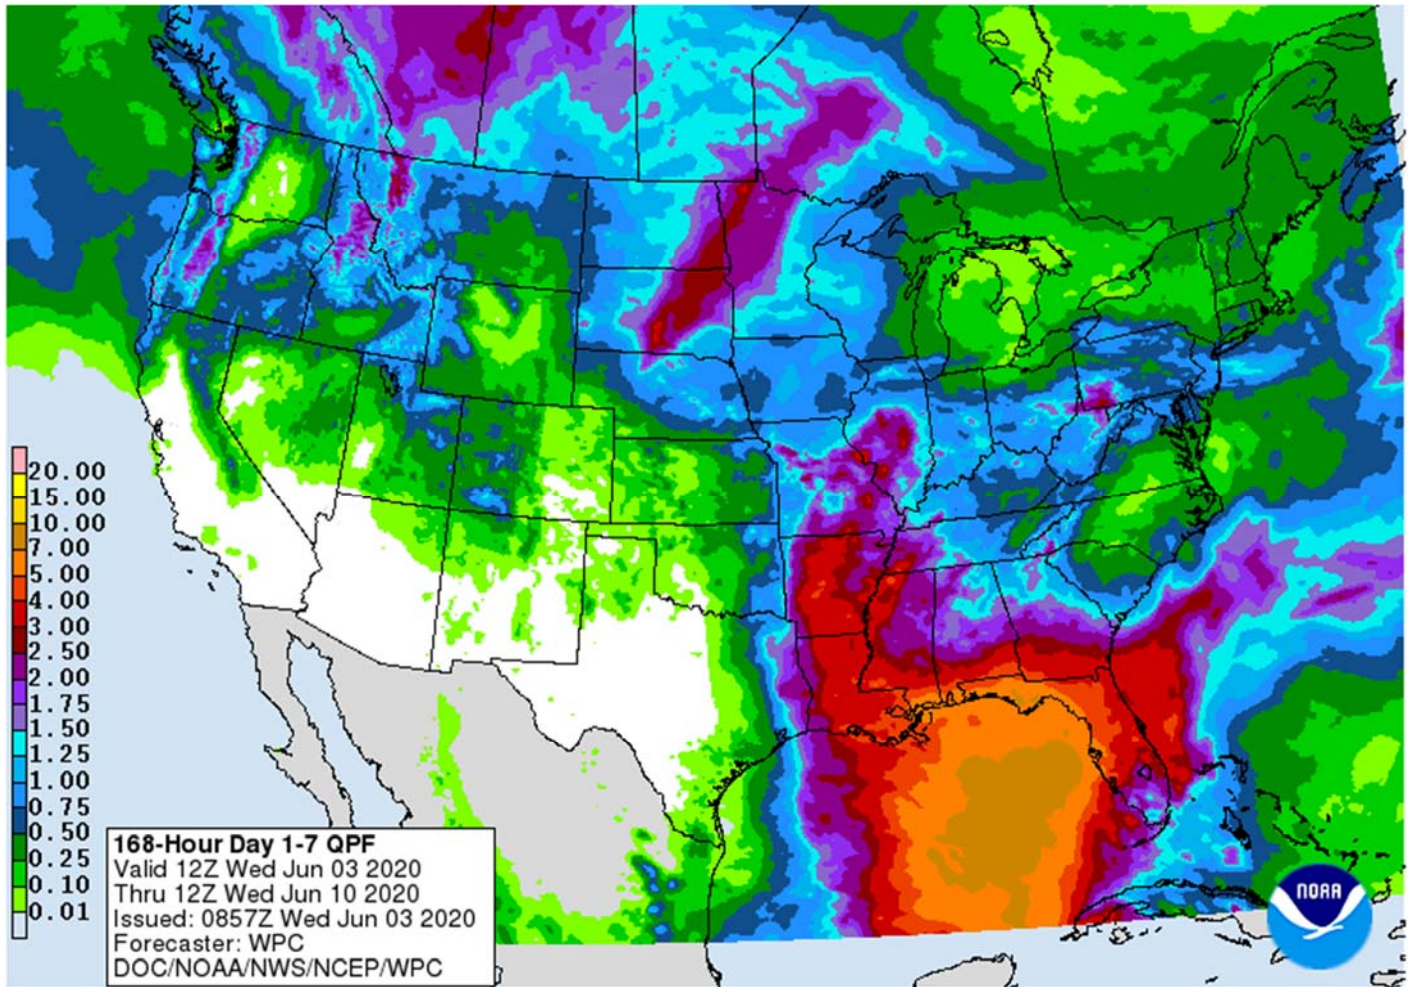 20.00
15.00
10.00
7.00
5.00
4.00
3.00
2.50
2.00
1.75
1.50
1.25
1.00
0.75
0.50
0.25
0.10
0.01
168-Hour Day 1-7 QPF
Valid 12Z Wed Jun 03 2020
Thru 12Z Wed Jun 10 2020
Issued: 0857Z Wed Jun 03 2020
Forecaster: WPC
DOC/NOAA/NWS/NCEP/WPC
NOAA